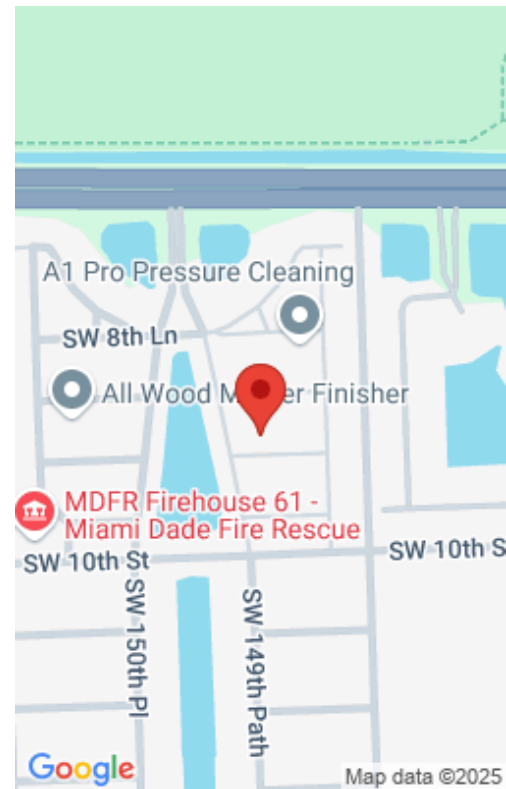 A1 Pro Pressure Cleaning
SW 8th Ln
All Wood M er Finisher
MDFR Firehouse 61 -
Miami Dade Fire Rescue
SW 10th St
SW 10th S
SW 150th Pl
SW 149th Path
Google
Map data ©2025